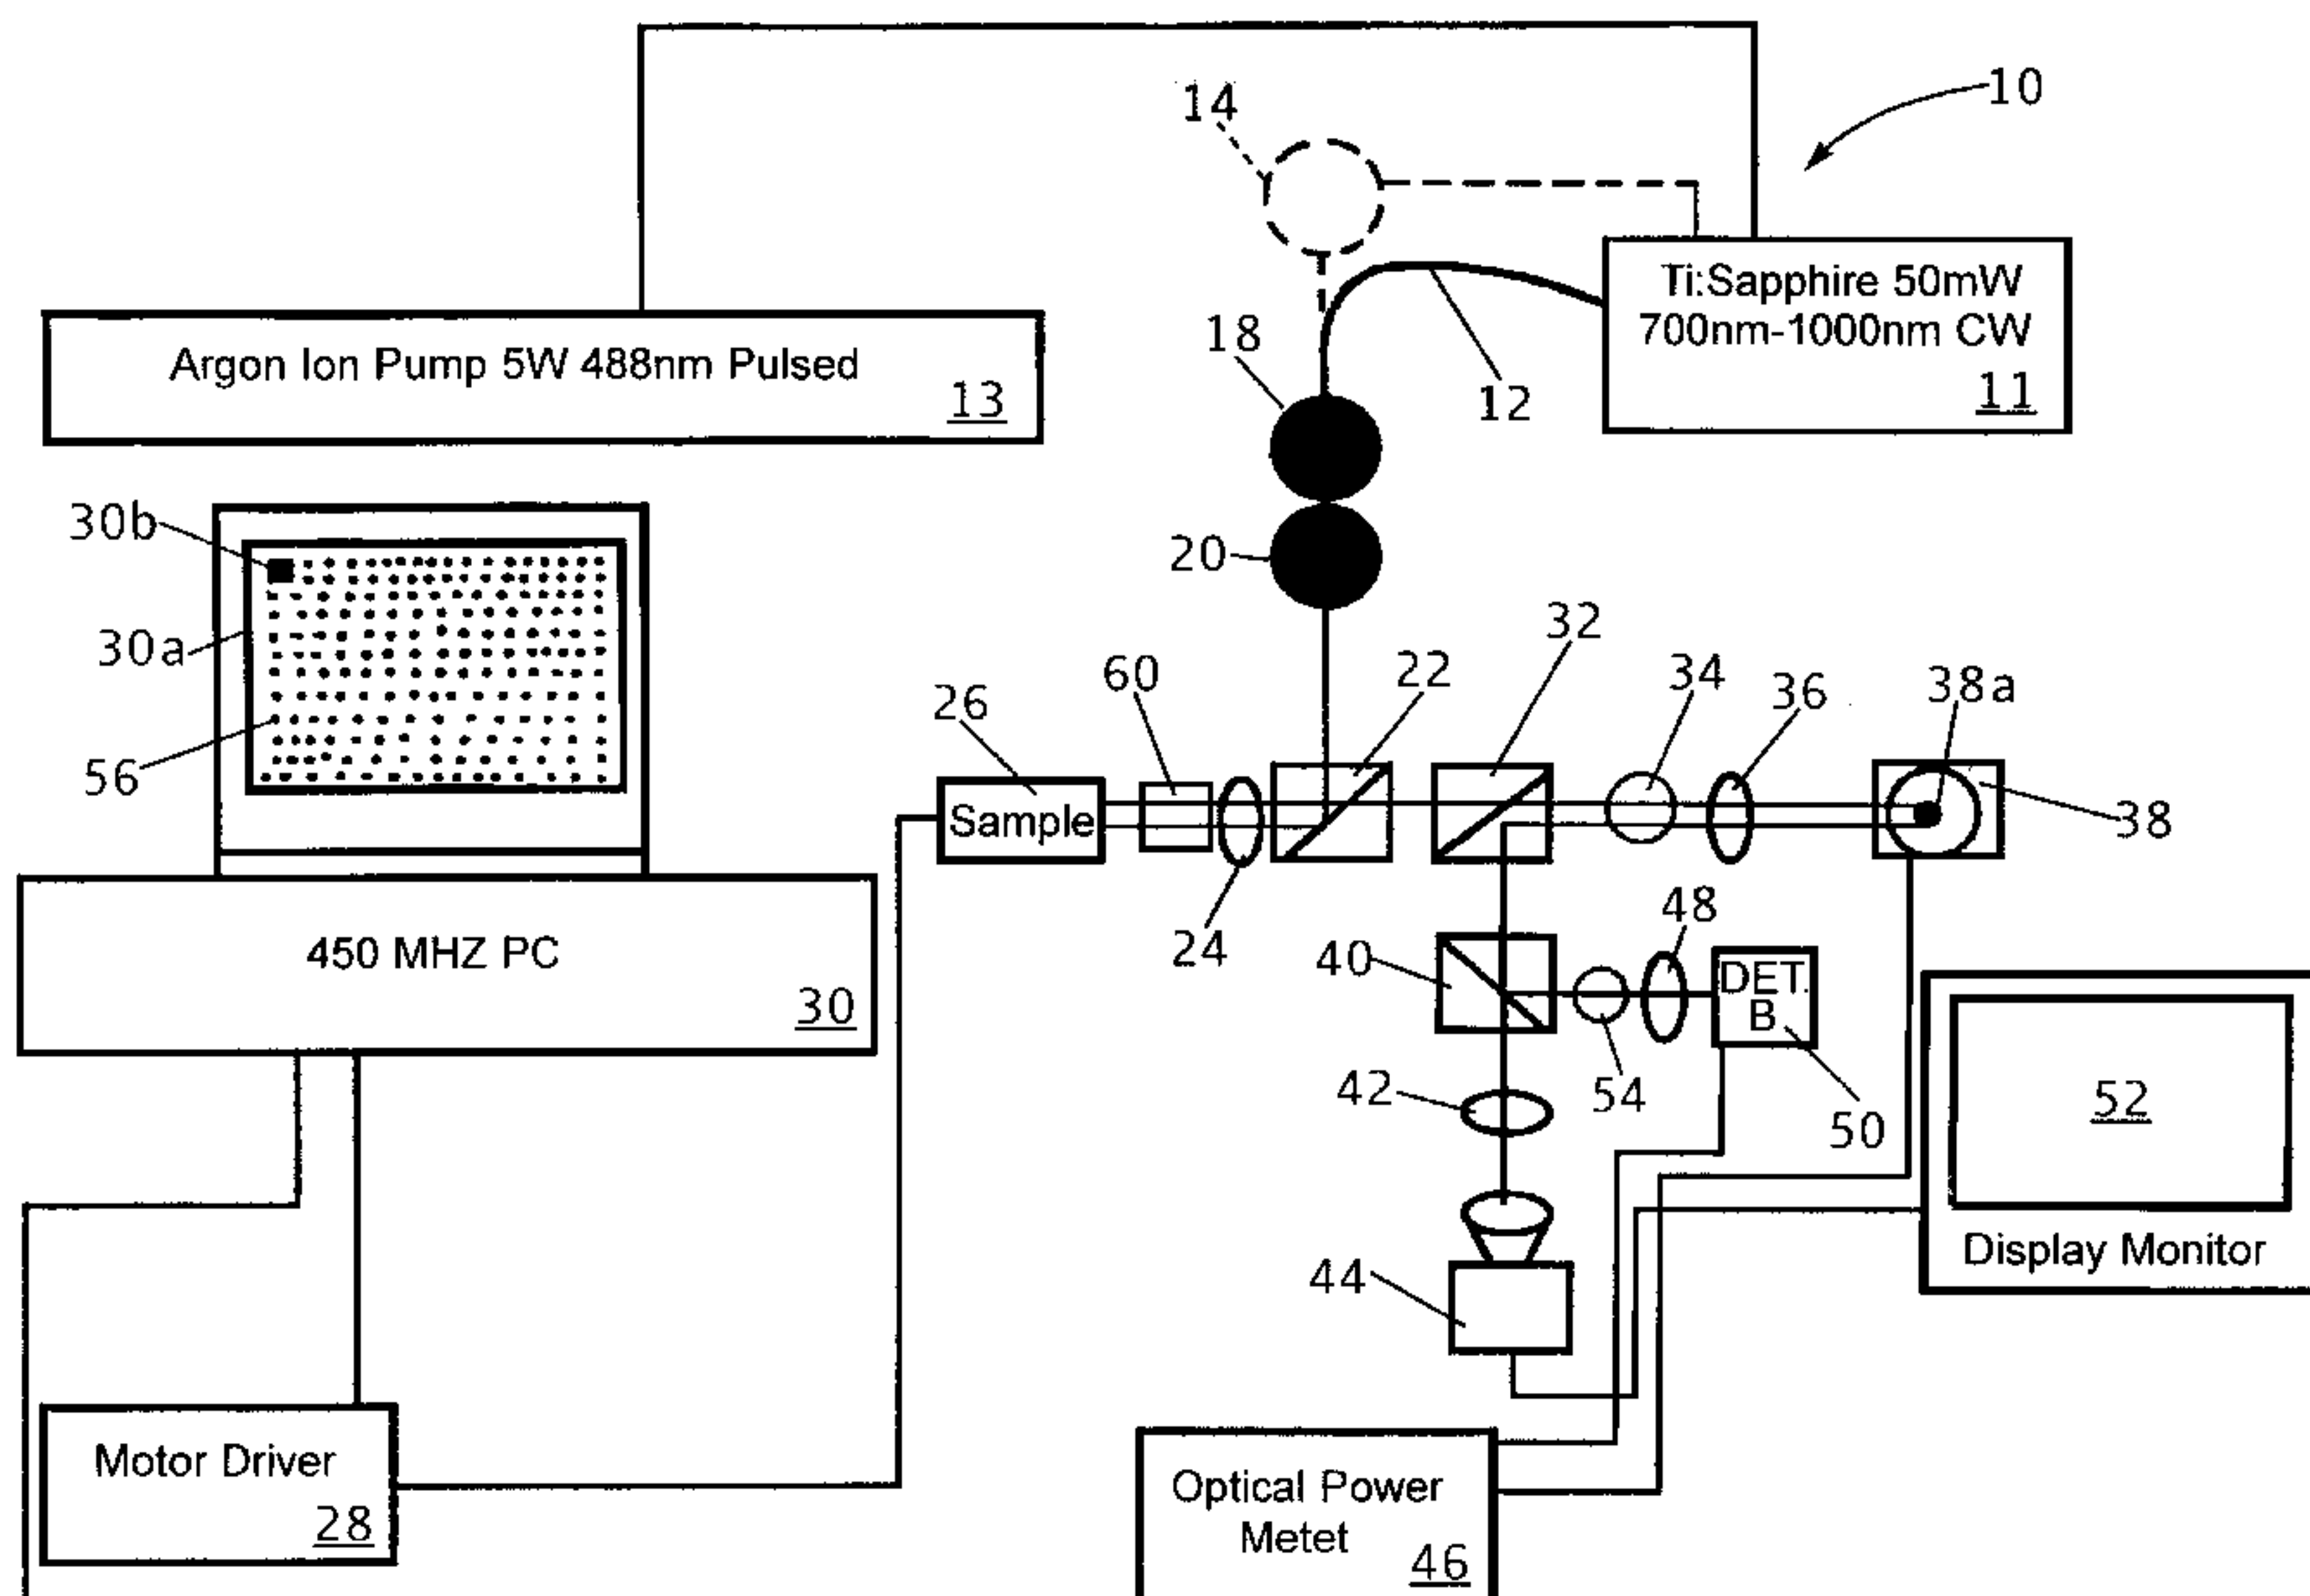 10
14
Ti:Sapphire 50mW
700nm-1000nm CW
11
12
18
Argon Ion Pump 5W 488nm Pulsed
13
20
30b
30a
56
32
22
34
36
38a
60
26
Sample
38
24
48
40
DET.
B
450 MHZ PC
30
54
50
42
52
Display Monitor
44
Motor Driver
28
Optical Power
Metet
46